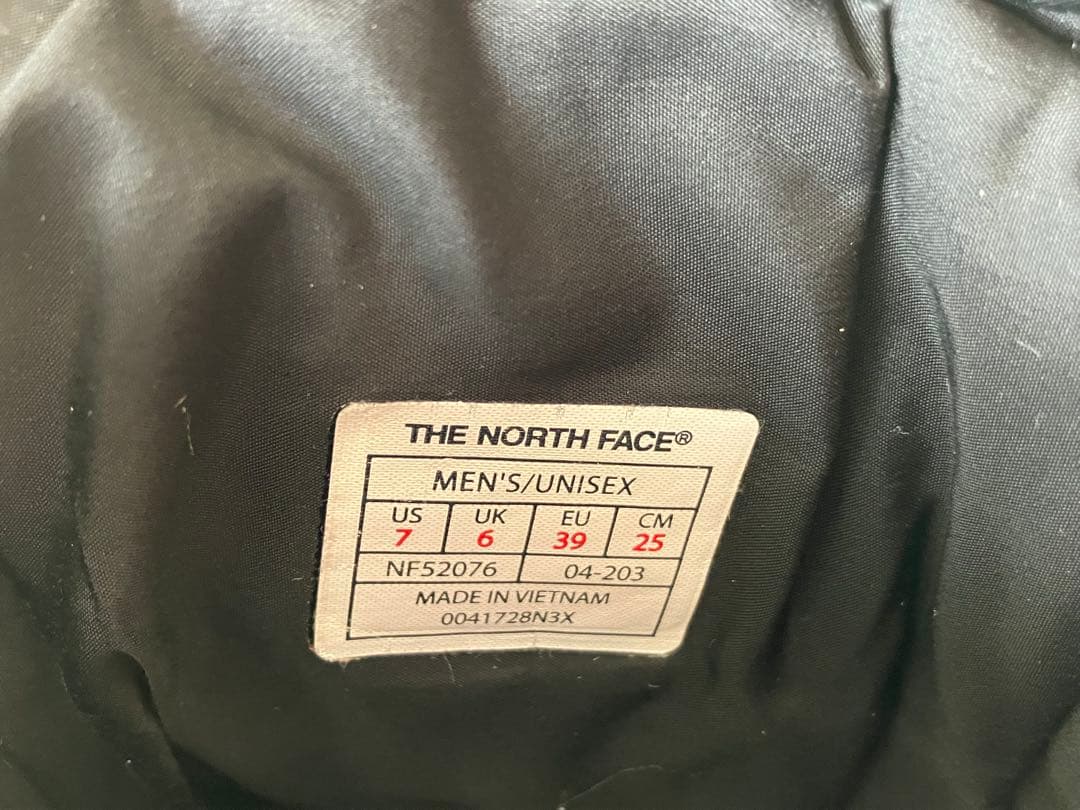 THE NORTH FACE®
MEN'S/UNISEX
US UK EU CM
7 6 39 25
NF52076 04-203
MADE IN VIETNAM
0041728N3X